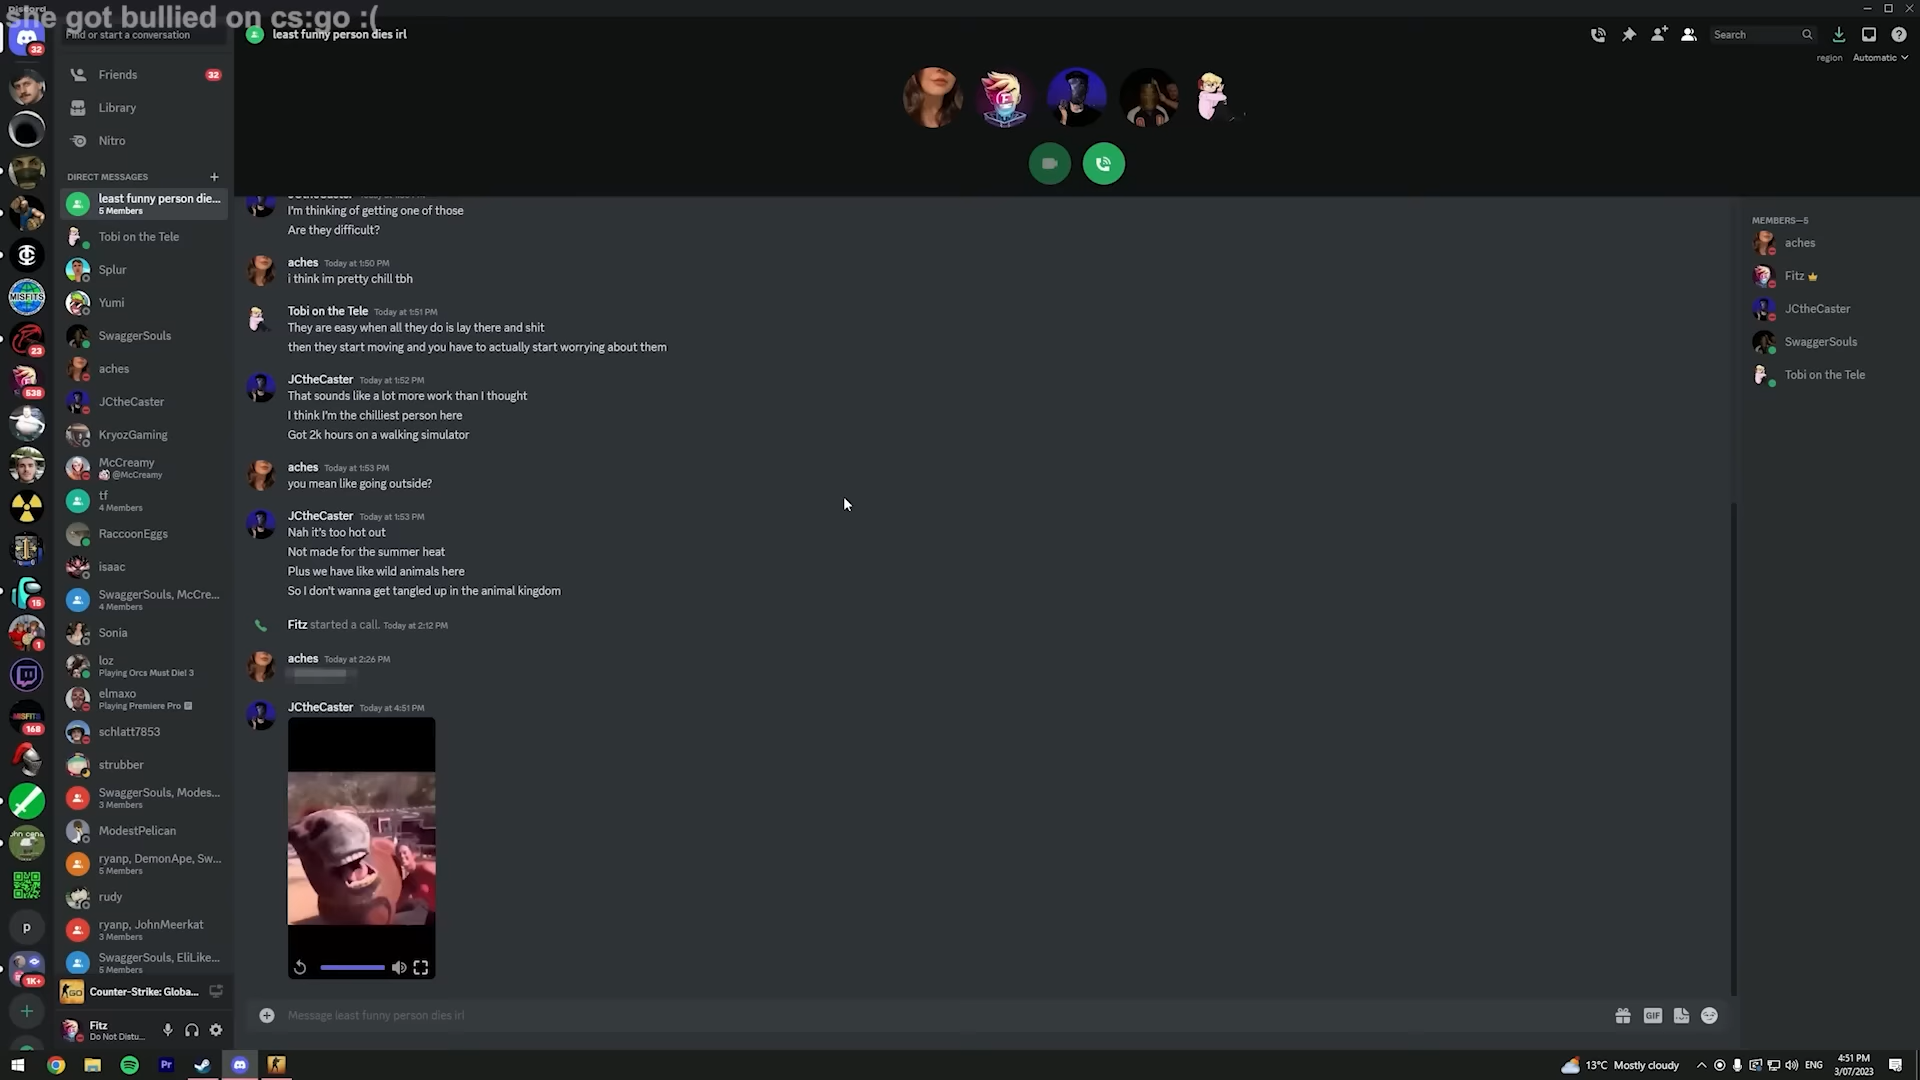 she got bullied on cs:go :(
Discord
Find or start a conversation
least funny person dies irl
Search
region Automatic
32
Friends 32
Library
Nitro
DIRECT MESSAGES +
least funny person die...
5 Members
Tobi on the Tele
Splur
Yumi
SwaggerSouls
aches
JCtheCaster
KryozGaming
McCreamy
@McCreamy
tf
4 Members
RaccoonEggs
isaac
SwaggerSouls, McCre...
4 Members
Sonia
loz
Playing Orcs Must Die! 3
elmaxo
Playing Premiere Pro
schlatt7853
strubber
SwaggerSouls, Modes...
3 Members
ModestPelican
ryanp, DemonApe, Sw...
5 Members
rudy
ryanp, JohnMeerkat
3 Members
SwaggerSouls, EliLike...
5 Members
MISFITS
23
538
15
1
MISFITS
168
p
1K+
Counter-Strike: Globa...
Fitz
Do Not Distu...
I'm thinking of getting one of those
Are they difficult?
aches Today at 1:50 PM
i think im pretty chill tbh
Tobi on the Tele Today at 1:51 PM
They are easy when all they do is lay there and shit
then they start moving and you have to actually start worrying about them
JCtheCaster Today at 1:52 PM
That sounds like a lot more work than I thought
I think I'm the chilliest person here
Got 2k hours on a walking simulator
aches Today at 1:53 PM
you mean like going outside?
JCtheCaster Today at 1:53 PM
Nah it's too hot out
Not made for the summer heat
Plus we have like wild animals here
So I don't wanna get tangled up in the animal kingdom
Fitz started a call. Today at 2:12 PM
aches Today at 2:26 PM
JCtheCaster Today at 4:51 PM
Message least funny person dies irl
GIF
MEMBERS—5
aches
Fitz
JCtheCaster
SwaggerSouls
Tobi on the Tele
Pr
13°C Mostly cloudy
ENG
4:51 PM
3/07/2023